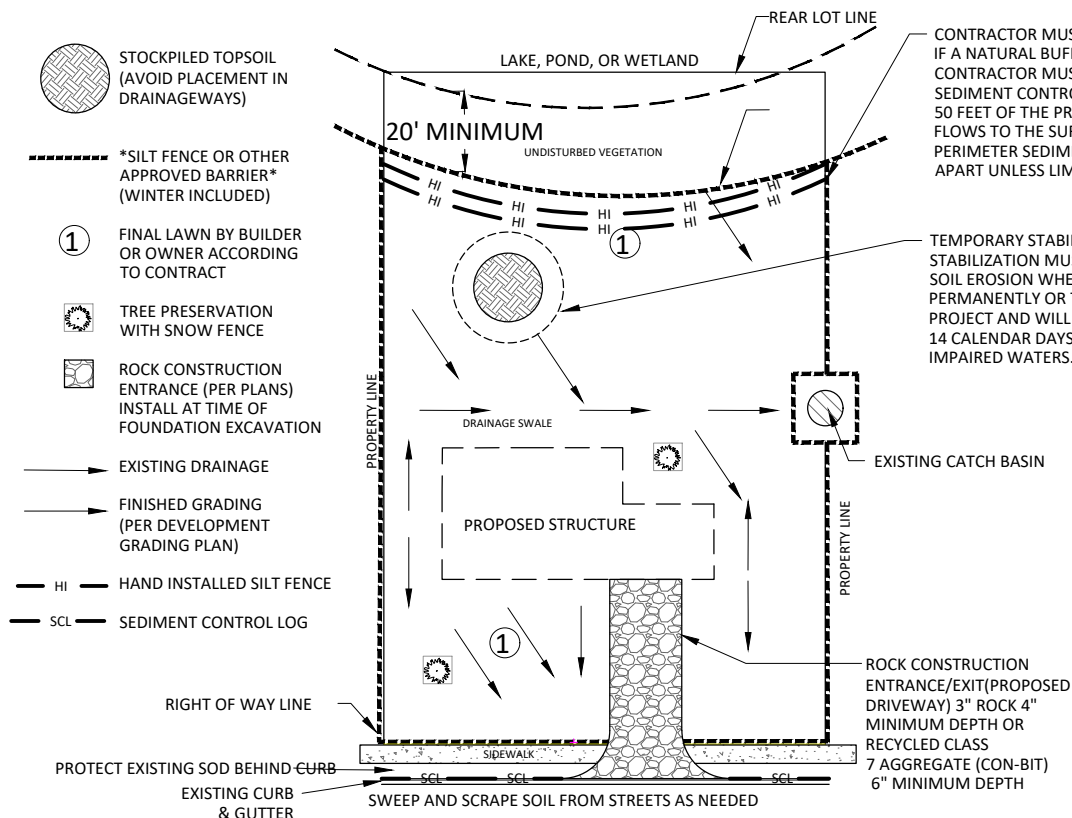 REAR LOT LINE
LAKE, POND, OR WETLAND
20' MINIMUM
UNDISTURBED VEGETATION
STOCKPILED TOPSOIL
(AVOID PLACEMENT IN
DRAINAGEWAYS)
*SILT FENCE OR OTHER
APPROVED BARRIER*
(WINTER INCLUDED)
1
FINAL LAWN BY BUILDER
OR OWNER ACCORDING
TO CONTRACT
TREE PRESERVATION
WITH SNOW FENCE
ROCK CONSTRUCTION
ENTRANCE (PER PLANS)
INSTALL AT TIME OF
FOUNDATION EXCAVATION
EXISTING DRAINAGE
FINISHED GRADING
(PER DEVELOPMENT
GRADING PLAN)
HI HAND INSTALLED SILT FENCE
SCL SEDIMENT CONTROL LOG
CONTRACTOR MUS
IF A NATURAL BUFF
CONTRACTOR MUS
SEDIMENT CONTRO
50 FEET OF THE PR
FLOWS TO THE SUR
PERIMETER SEDIM
APART UNLESS LIM
HI HI HI HI HI
HI HI HI HI HI
1
TEMPORARY STABIL
STABILIZATION MUS
SOIL EROSION WHE
PERMANENTLY OR T
PROJECT AND WILL
14 CALENDAR DAYS
IMPAIRED WATERS.
PROPERTY LINE
DRAINAGE SWALE
EXISTING CATCH BASIN
PROPOSED STRUCTURE
PROPERTY LINE
1
ROCK CONSTRUCTION
ENTRANCE/EXIT(PROPOSED
DRIVEWAY) 3" ROCK 4"
MINIMUM DEPTH OR
RECYCLED CLASS
7 AGGREGATE (CON-BIT)
6" MINIMUM DEPTH
RIGHT OF WAY LINE
SIDEWALK
PROTECT EXISTING SOD BEHIND CURB
SCL SCL SCL
EXISTING CURB
& GUTTER
SWEEP AND SCRAPE SOIL FROM STREETS AS NEEDED